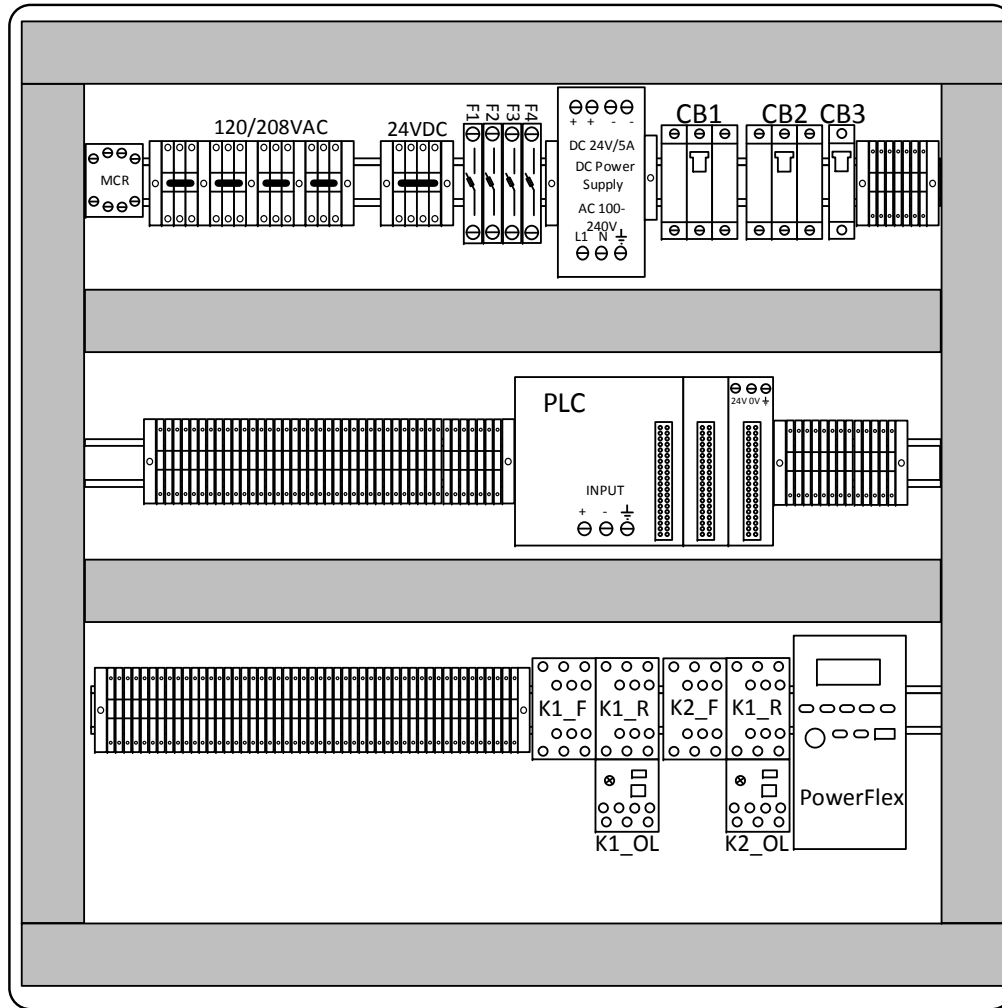 120/208VAC
24VDC
F1
F2
F3
F4
CB1
CB2
CB3
MCR
+ + - -
DC 24V/5A
DC Power
Supply
AC 100-
240V
L1 N
PLC
24V 0V
INPUT
+ -
K1_F
K1_R
K2_F
K1_R
PowerFlex
K1_OL
K2_OL